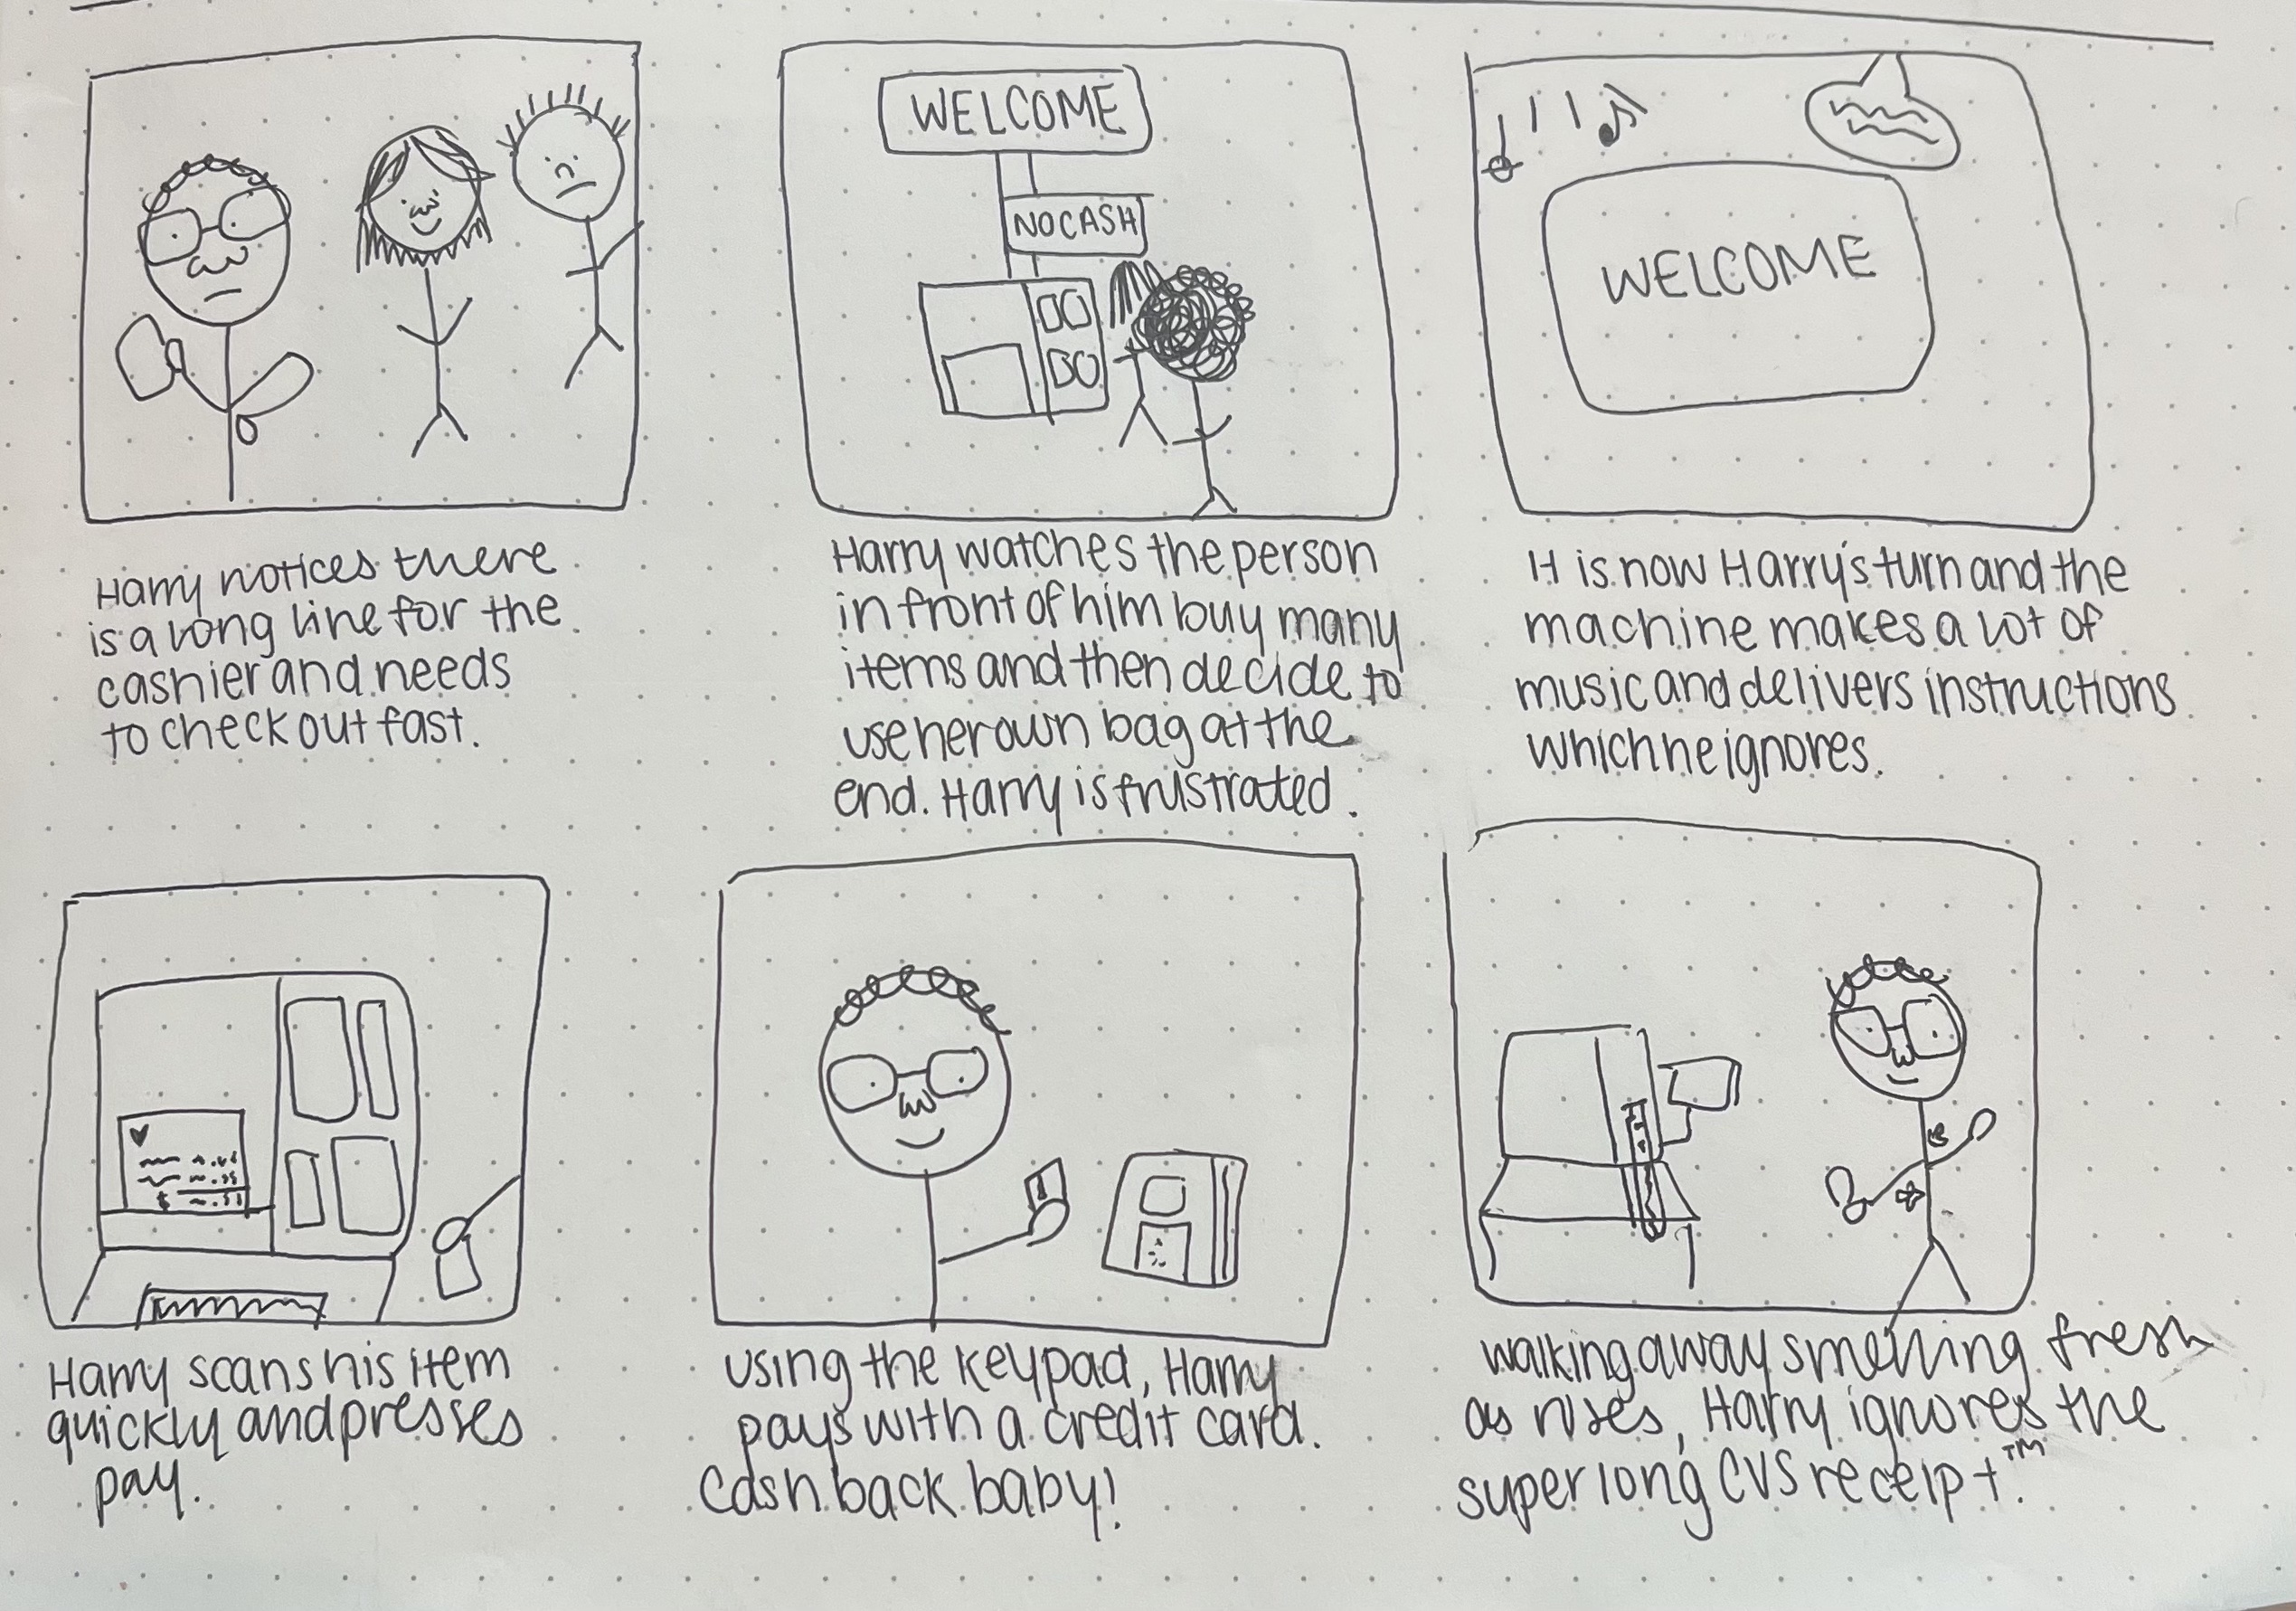 WELCOME
NO CASH
WELCOME
Harry notices there
is a long line for the
cashier and needs
to check out fast.
Harry watches the person
in front of him buy many
items and then decide to
use her own bag at the
end. Harry is frustrated.
It is now Harry's turn and the
machine makes a lot of
music and delivers instructions
which he ignores.
$
Harry scans his item
quickly and presses
pay.
using the keypad, Harry
pays with a credit card.
Cash back baby!
walking away smelling fresh
as roses, Harry ignores the
super long CVS receipt.™